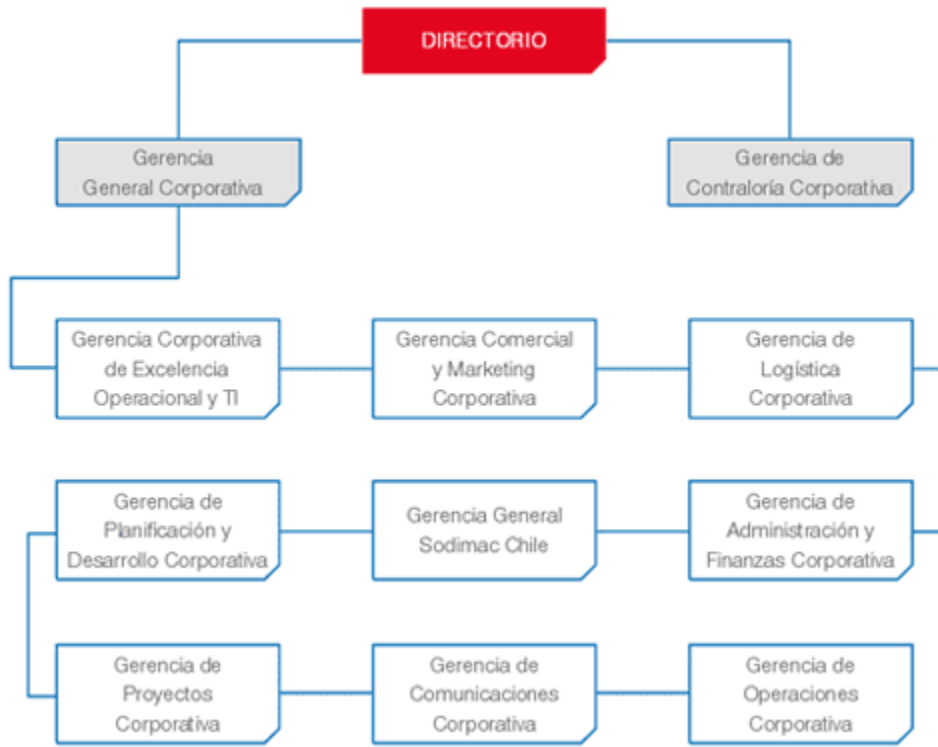 DIRECTORIO
Gerencia
General Corporativa
Gerencia de
Contraloría Corporativa
Gerencia Corporativa
de Excelencia
Operacional y TI
Gerencia Comercial
y Marketing
Corporativa
Gerencia de
Logística
Corporativa
Gerencia de
Planificación y
Desarrollo Corporativa
Gerencia General
Sodimac Chile
Gerencia de
Administración y
Finanzas Corporativa
Gerencia de
Proyectos
Corporativa
Gerencia de
Comunicaciones
Corporativa
Gerencia de
Operaciones
Corporativa